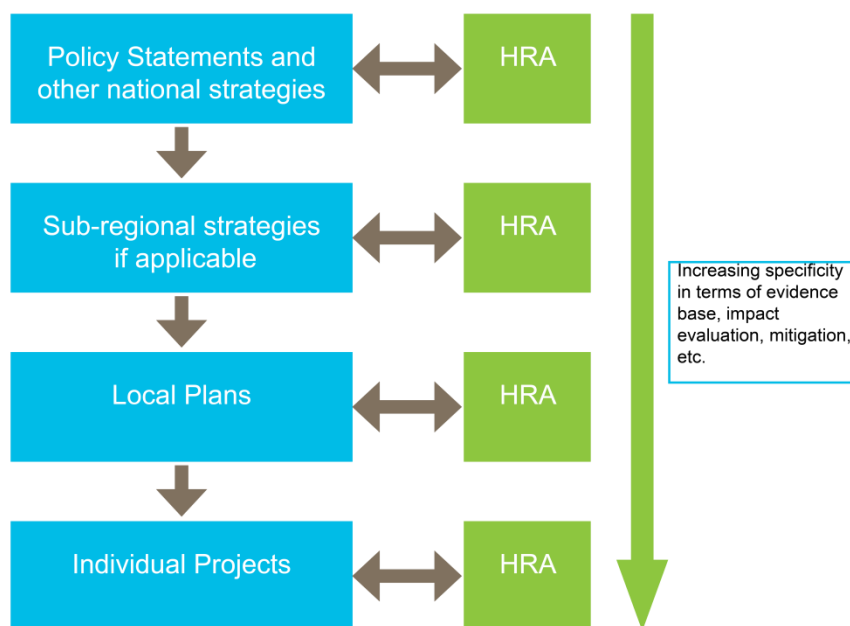 Policy Statements and
other national strategies
HRA
Sub-regional strategies
if applicable
HRA
Increasing specificity
in terms of evidence
base, impact
evaluation, mitigation,
etc.
Local Plans
HRA
Individual Projects
HRA